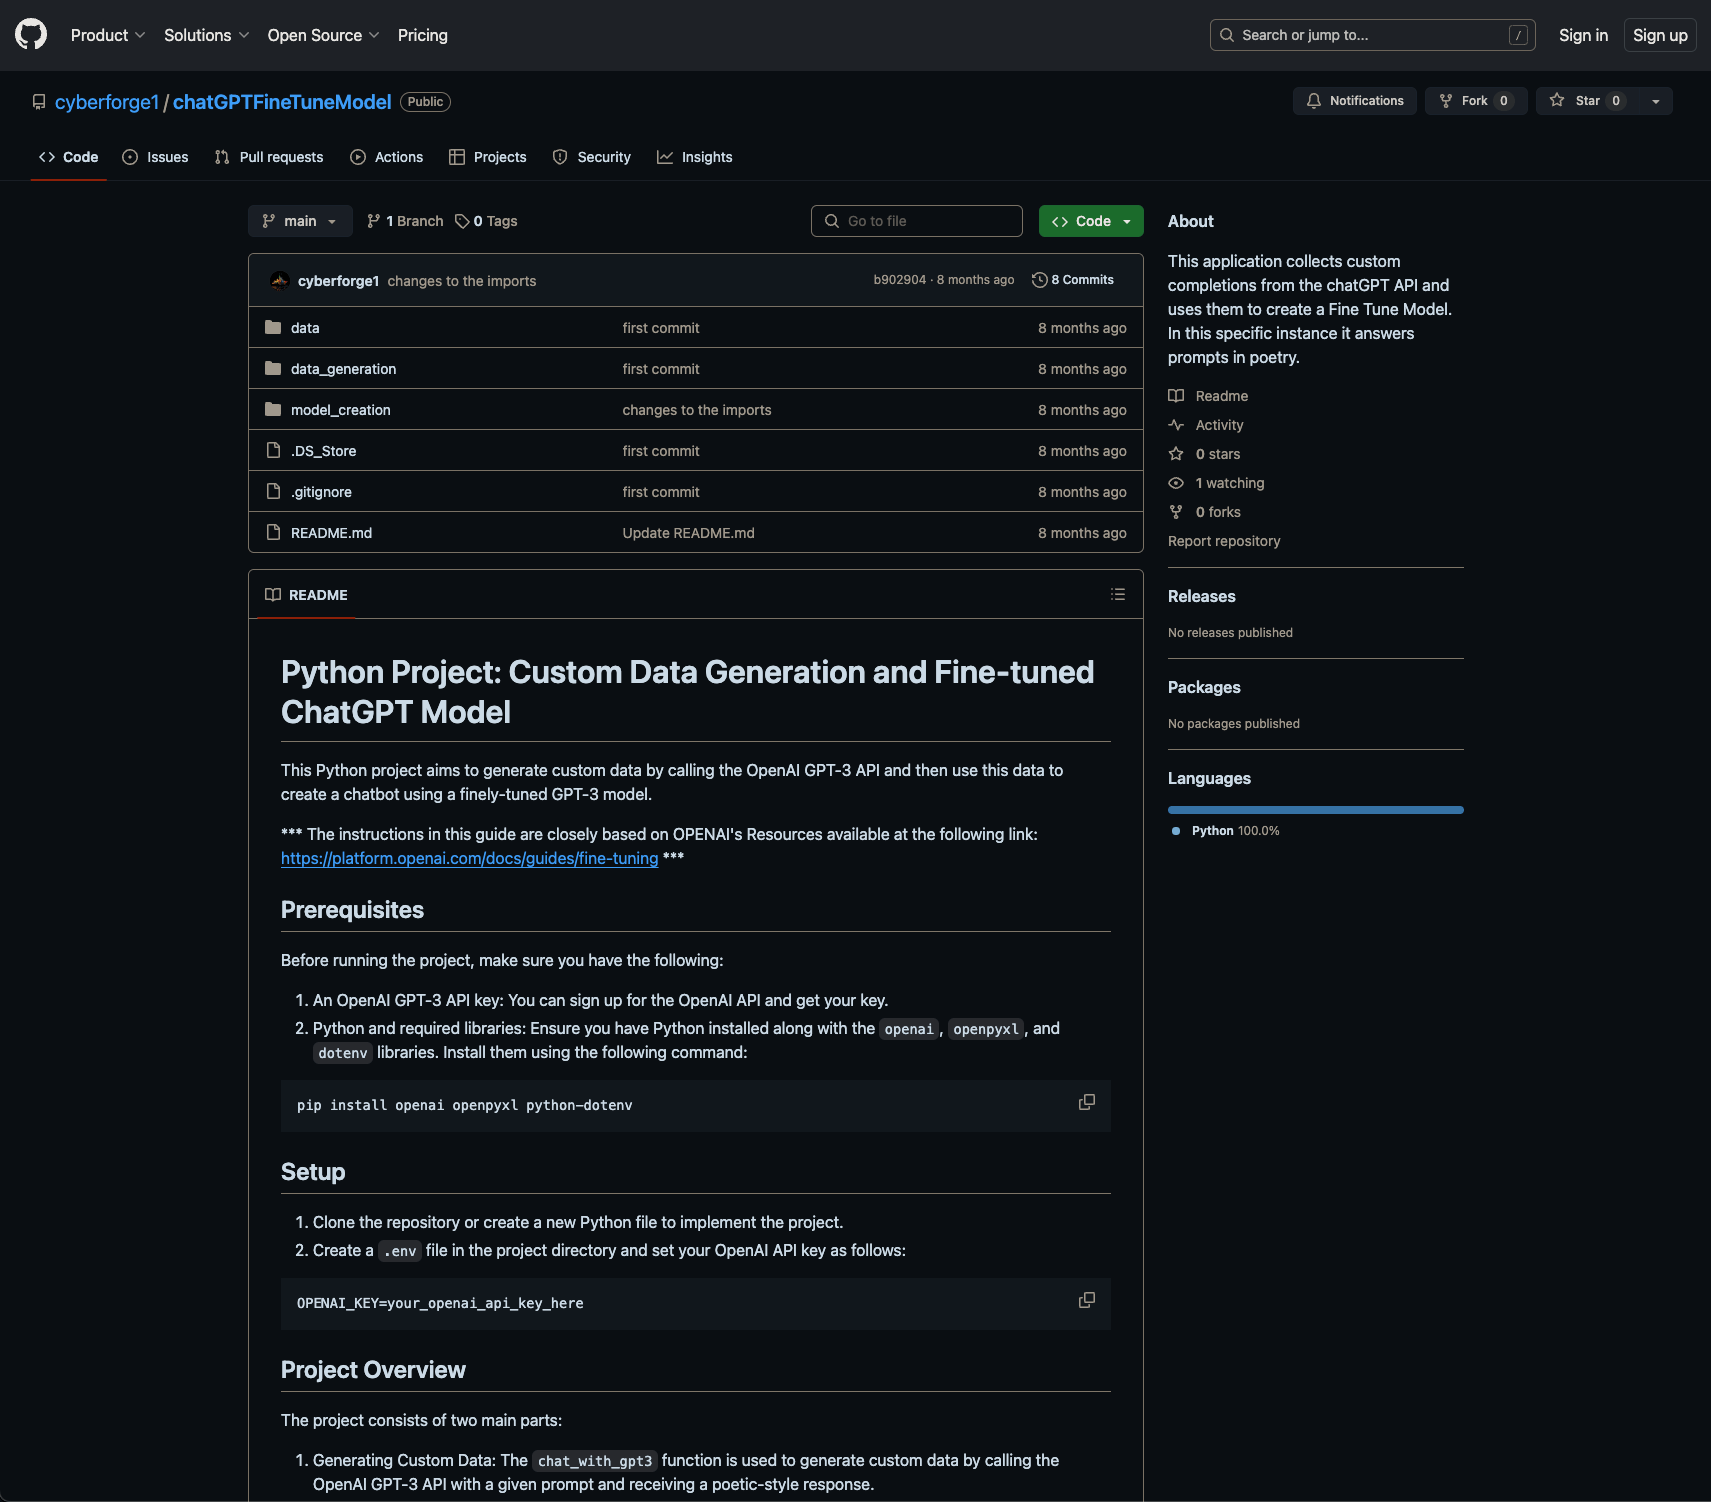 Product Solutions Open Source Pricing Search or jump to... / Sign in Sign up
cyberforge1 / chatGPTFineTuneModel Public Notifications Fork 0 Star 0
Code Issues Pull requests Actions Projects Security Insights
main 1 Branch 0 Tags Go to file Code
cyberforge1 changes to the imports b902904 · 8 months ago 8 Commits
data first commit 8 months ago
data_generation first commit 8 months ago
model_creation changes to the imports 8 months ago
.DS_Store first commit 8 months ago
.gitignore first commit 8 months ago
README.md Update README.md 8 months ago
README
Python Project: Custom Data Generation and Fine-tuned
ChatGPT Model
This Python project aims to generate custom data by calling the OpenAI GPT-3 API and then use this data to
create a chatbot using a finely-tuned GPT-3 model.
*** The instructions in this guide are closely based on OPENAI's Resources available at the following link:
https://platform.openai.com/docs/guides/fine-tuning ***
Prerequisites
Before running the project, make sure you have the following:
1. An OpenAI GPT-3 API key: You can sign up for the OpenAI API and get your key.
2. Python and required libraries: Ensure you have Python installed along with the openai, openpyxl, and
dotenv libraries. Install them using the following command:
pip install openai openpyxl python-dotenv
Setup
1. Clone the repository or create a new Python file to implement the project.
2. Create a .env file in the project directory and set your OpenAI API key as follows:
OPENAI_KEY=your_openai_api_key_here
Project Overview
The project consists of two main parts:
1. Generating Custom Data: The chat_with_gpt3 function is used to generate custom data by calling the
OpenAI GPT-3 API with a given prompt and receiving a poetic-style response.
About
This application collects custom
completions from the chatGPT API and
uses them to create a Fine Tune Model.
In this specific instance it answers
prompts in poetry.
Readme
Activity
0 stars
1 watching
0 forks
Report repository
Releases
No releases published
Packages
No packages published
Languages
Python 100.0%